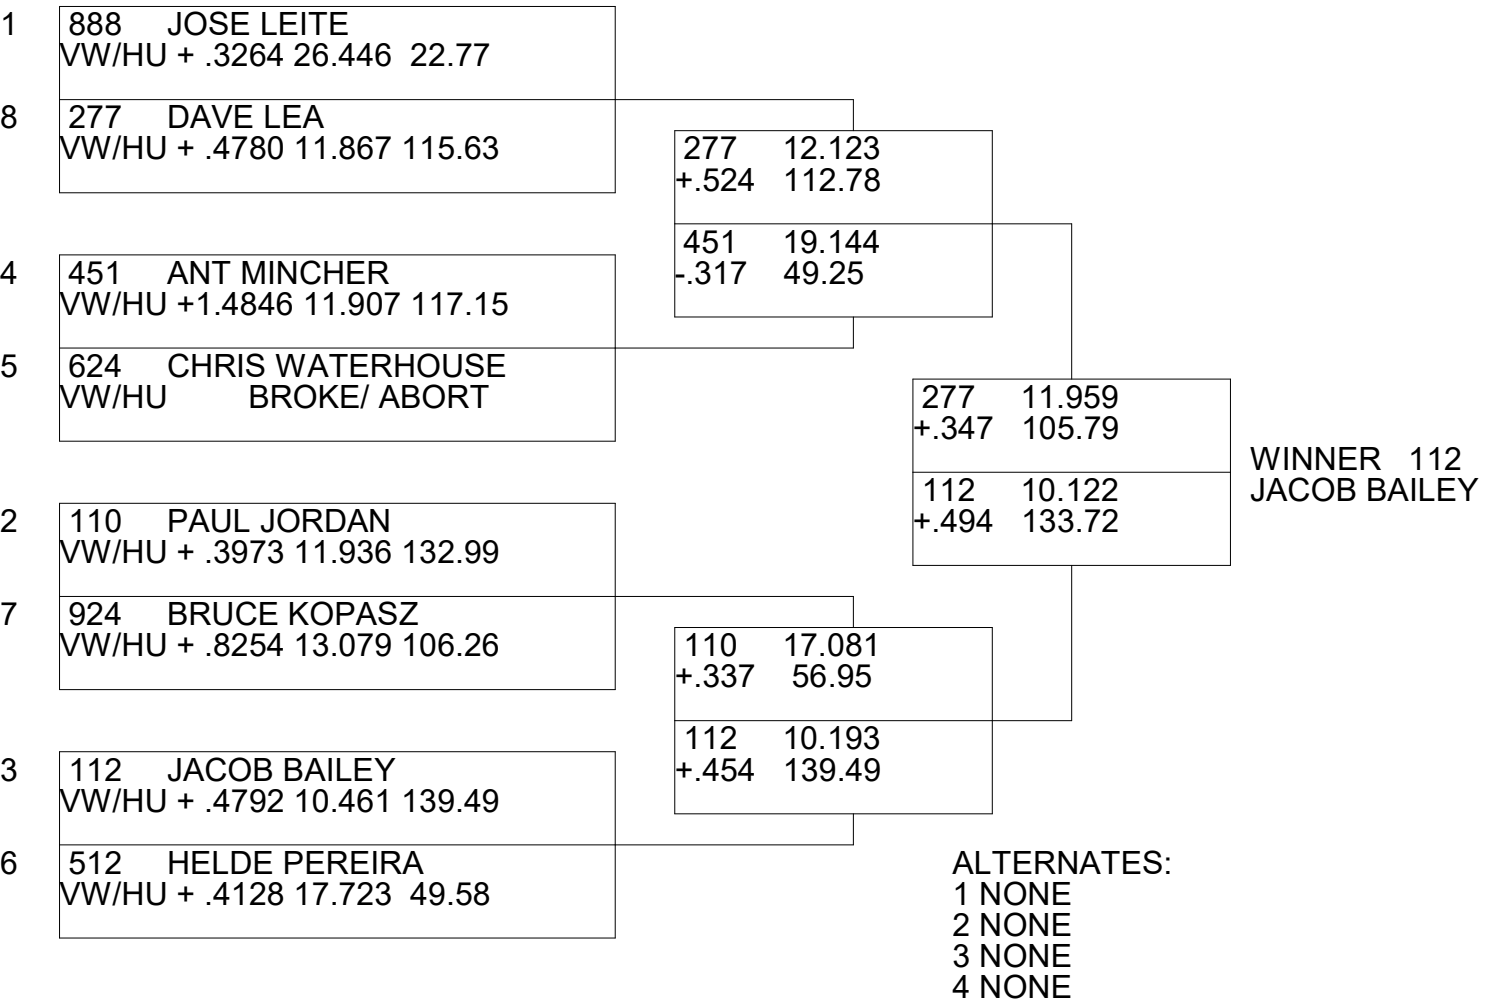 1 888 JOSE LEITE
VW/HU + .3264 26.446 22.77
8 277 DAVE LEA
VW/HU + .4780 11.867 115.63
4 451 ANT MINCHER
VW/HU +1.4846 11.907 117.15
5 624 CHRIS WATERHOUSE
VW/HU BROKE/ ABORT
2 110 PAUL JORDAN
VW/HU + .3973 11.936 132.99
7 924 BRUCE KOPASZ
VW/HU + .8254 13.079 106.26
3 112 JACOB BAILEY
VW/HU + .4792 10.461 139.49
6 512 HELDE PEREIRA
VW/HU + .4128 17.723 49.58
277 12.123
+.524 112.78
451 19.144
-.317 49.25
110 17.081
+.337 56.95
112 10.193
+.454 139.49
277 11.959
+.347 105.79
112 10.122
+.494 133.72
WINNER 112
JACOB BAILEY
ALTERNATES:
1 NONE
2 NONE
3 NONE
4 NONE